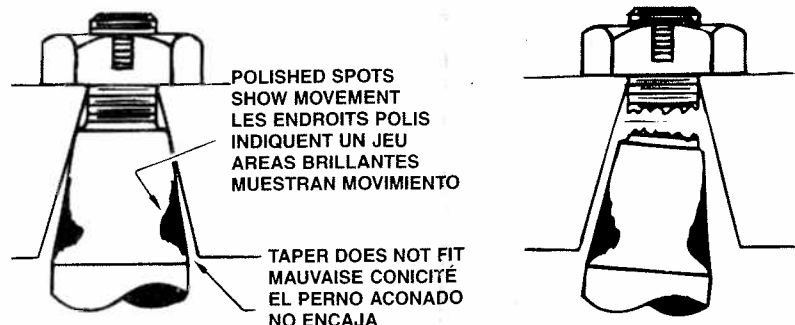 POLISHED SPOTS
SHOW MOVEMENT
LES ENDROITS POLIS
INDIQUENT UN JEU
AREAS BRILLANTES
MUESTRAN MOVIMIENTO
TAPER DOES NOT FIT
MAUVAISE CONICITÉ
EL PERNO ACONADO
NO ENCAJA